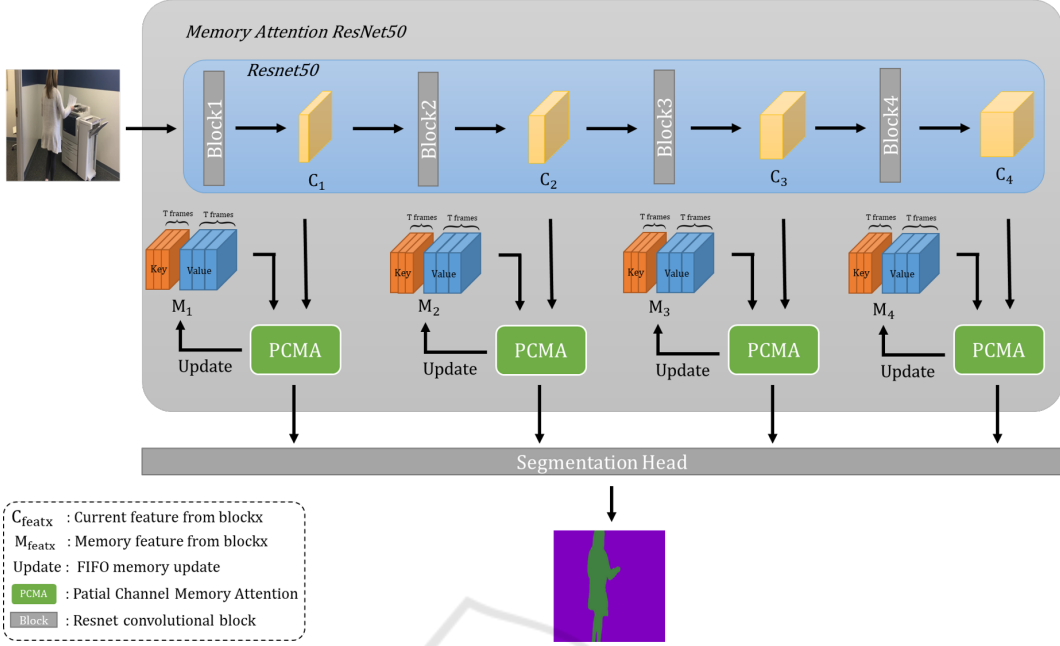 Memory Attention ResNet50
Resnet50
Block1
Block2
Block3
Block4
C1
C2
C3
C4
T frames T frames
T frames T frames
T frames T frames
T frames T frames
Key Value
Key Value
Key Value
Key Value
M1
M2
M3
M4
PCMA
PCMA
PCMA
PCMA
Update
Update
Update
Update
Segmentation Head
Cfeatx : Current feature from blockx
Mfeatx : Memory feature from blockx
Update : FIFO memory update
PCMA : Patial Channel Memory Attention
Block : Resnet convolutional block